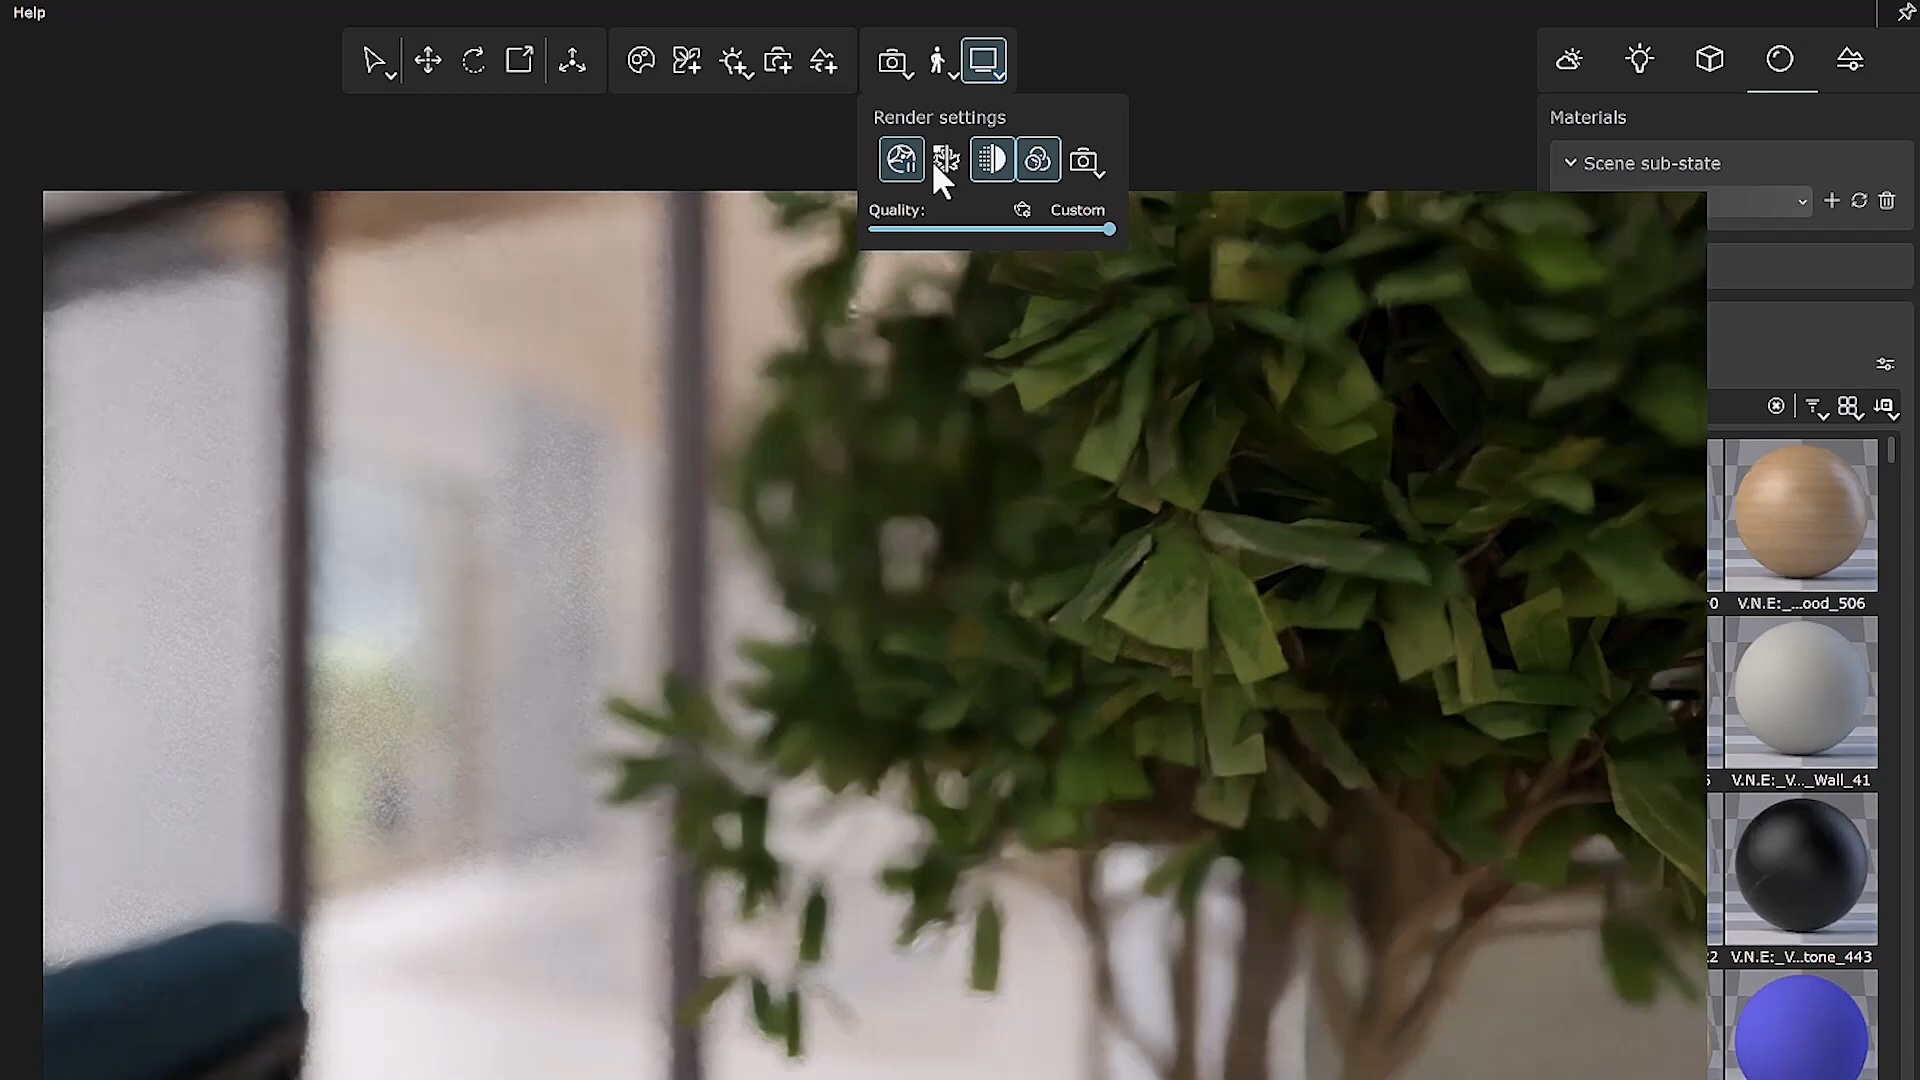 Help
Render settings
Quality:
Custom
Materials
Scene sub-state
V.N.E:_...ood_506
V.N.E:_V..._Wall_41
V.N.E:_V...tone_443